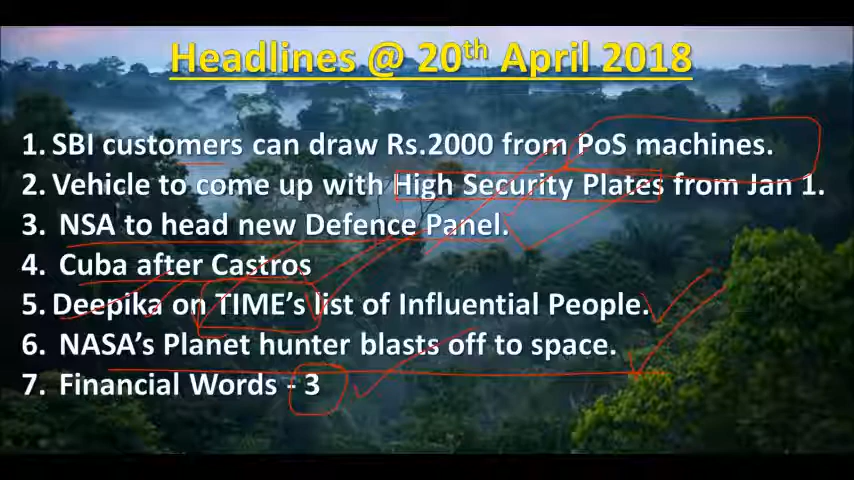 Headlines @ 20th April 2018
1. SBI customers can draw Rs.2000 from PoS machines.
2. Vehicle to come up with High Security Plates from Jan 1.
3. NSA to head new Defence Panel.
4. Cuba after Castros
5. Deepika on TIME's list of Influential People.
6. NASA's Planet hunter blasts off to space.
7. Financial Words - 3